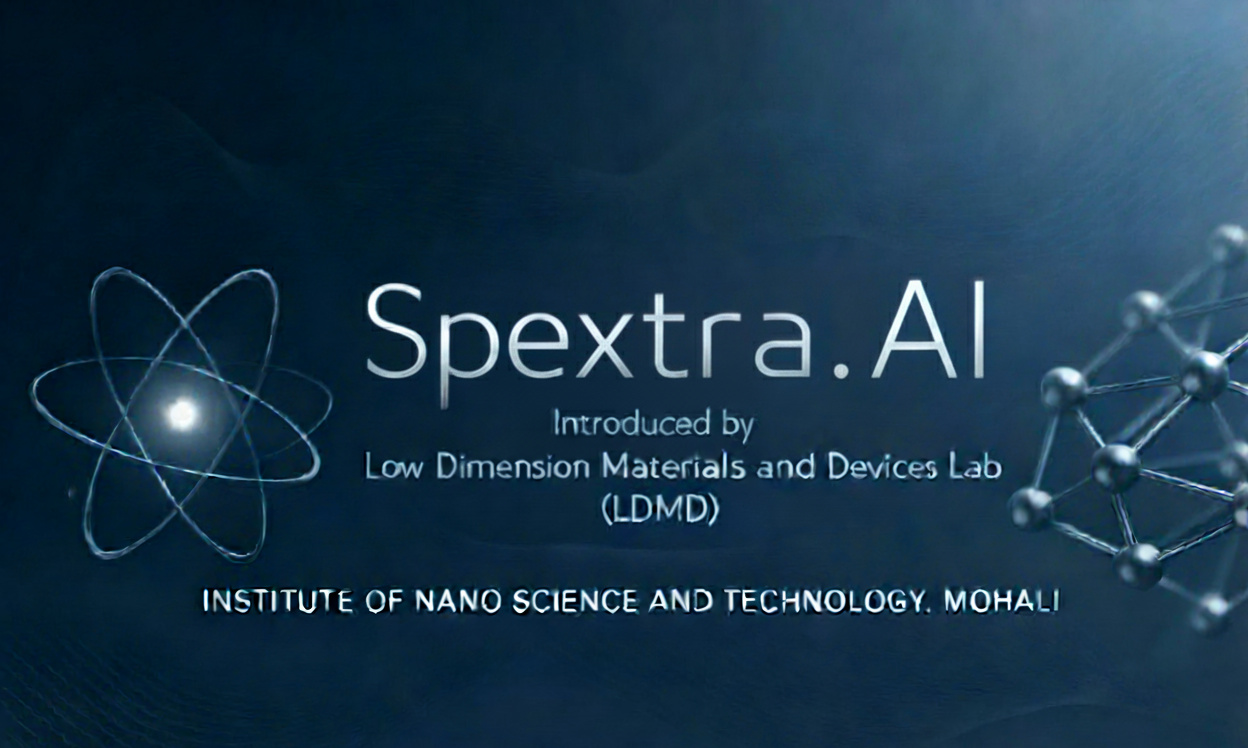 Spextra.AI
Introduced by
Low Dimension Materials and Devices Lab
(LDMD)
INSTITUTE OF NANO SCIENCE AND TECHNOLOGY, MOHALI